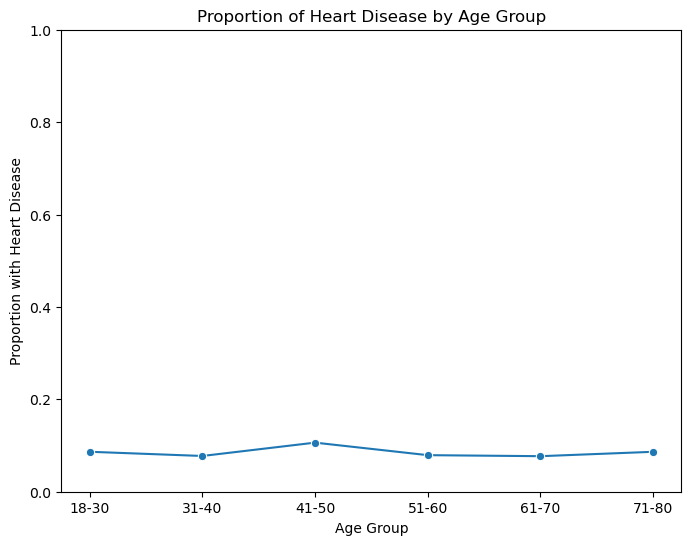 Proportion of Heart Disease by Age Group
1.0
0.8
0.6
0.4
0.2
0.0
Proportion with Heart Disease
18-30 31-40 41-50 51-60 61-70 71-80
Age Group